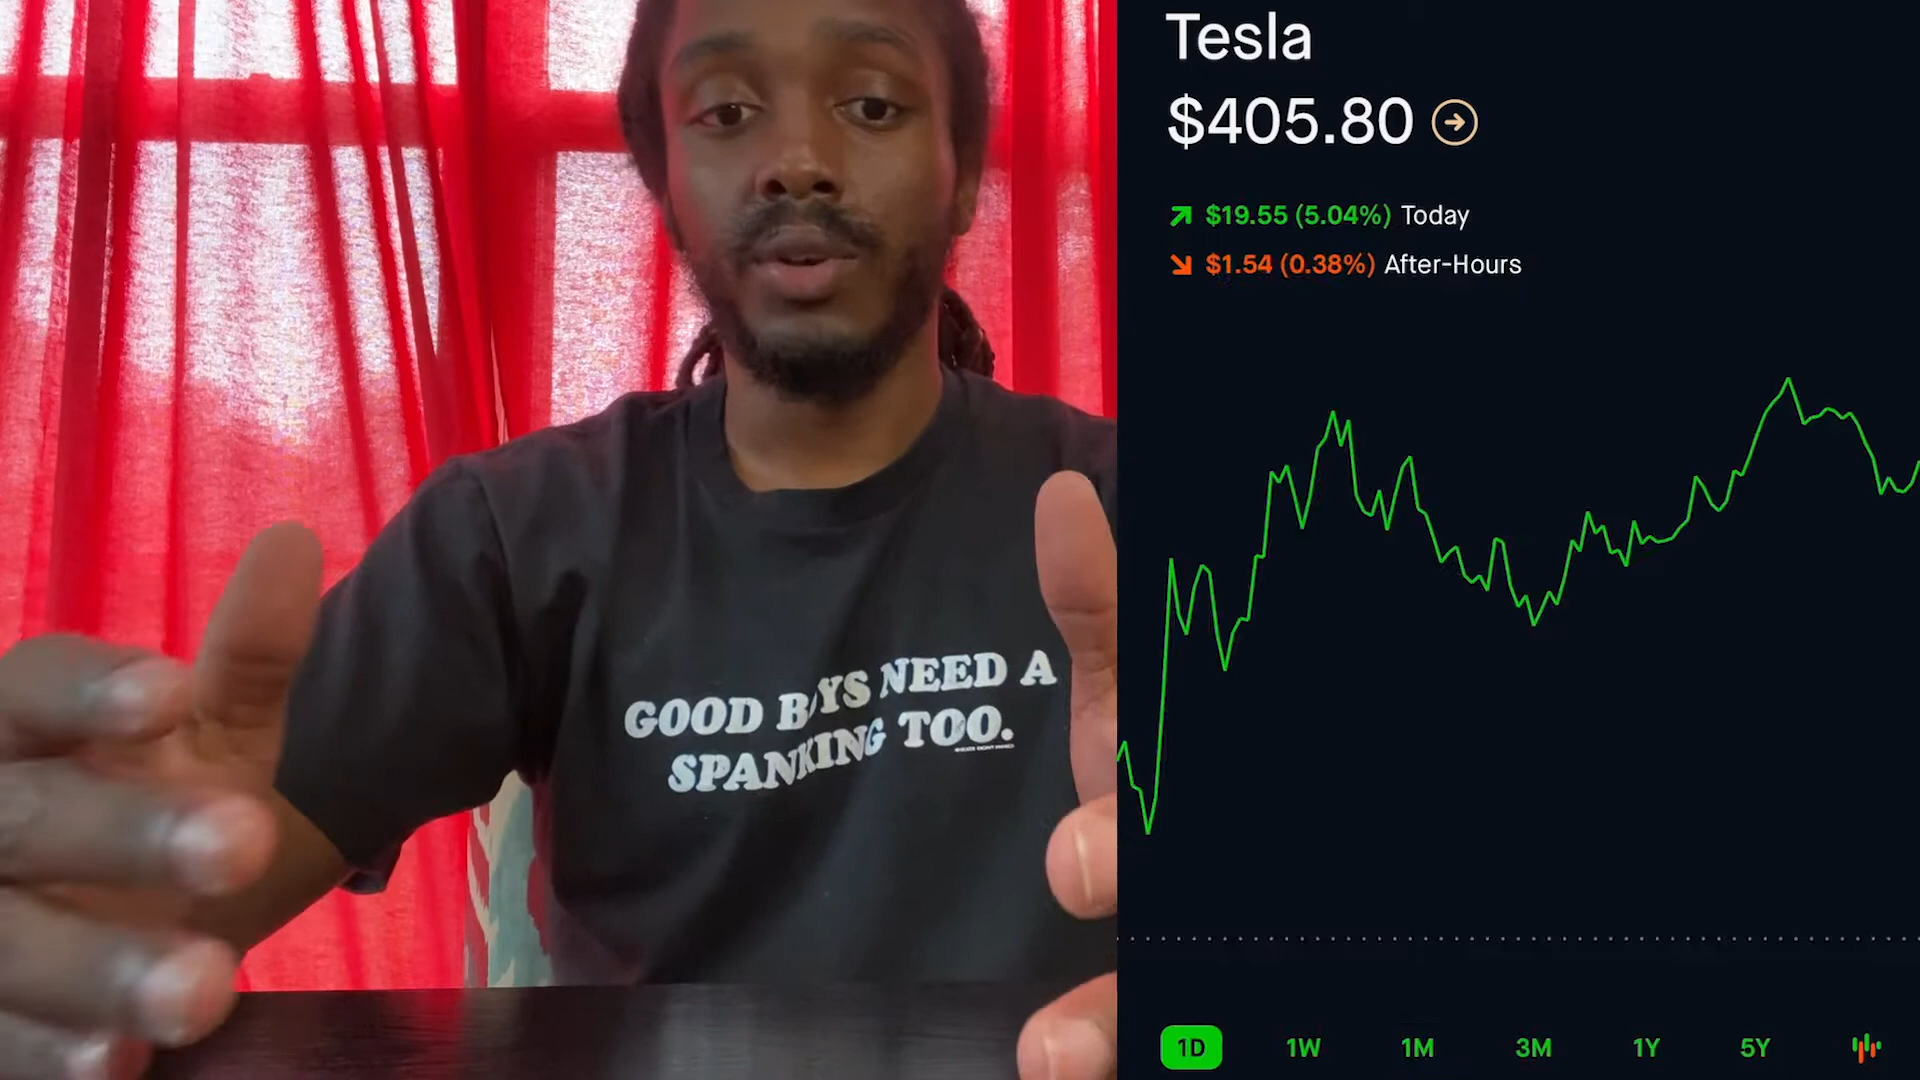 Tesla
$405.80
$19.55 (5.04%) Today
$1.54 (0.38%) After-Hours
GOOD B YS NEED A
SPANKING TOO.
1D 1W 1M 3M 1Y 5Y